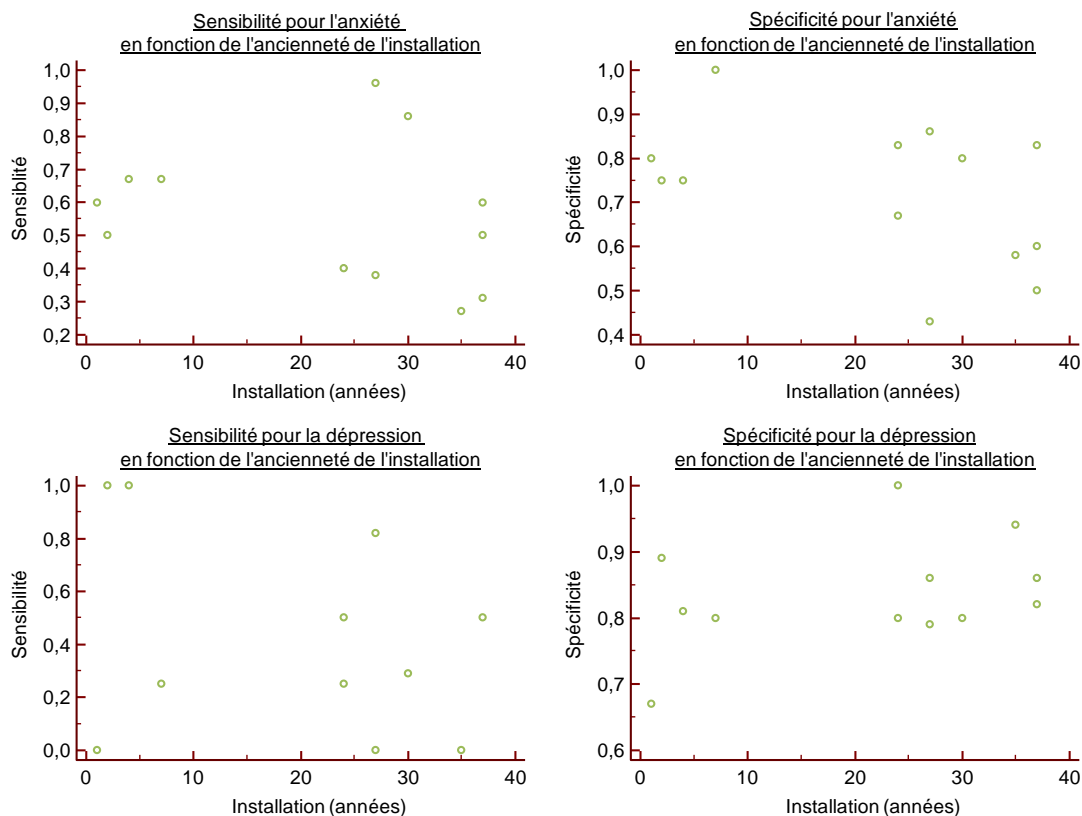 Sensibilité pour l'anxiété
en fonction de l'ancienneté de l'installation
1,0
0,9
0,8
0,7
0,6
0,5
0,4
0,3
0,2
Sensiblité
0
10
20
30
40
Installation (années)
Spécificité pour l'anxiété
en fonction de l'ancienneté de l'installation
1,0
0,9
0,8
0,7
0,6
0,5
0,4
Spécificité
0
10
20
30
40
Installation (années)
Sensibilité pour la dépression
en fonction de l'ancienneté de l'installation
1,0
0,8
0,6
0,4
0,2
0,0
Sensibilité
0
10
20
30
40
Installation (années)
Spécificité pour la dépression
en fonction de l'ancienneté de l'installation
1,0
0,9
0,8
0,7
0,6
Spécificité
0
10
20
30
40
Installation (années)